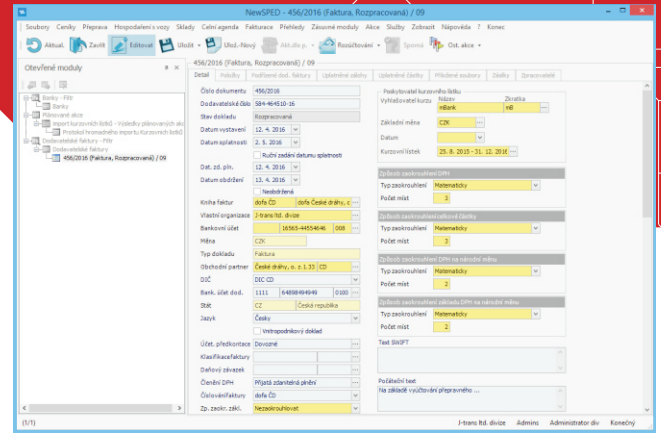 NewSPED - 456/2016 (Faktura, Rozpracovaná) / 09
Soubory Ceníky Přeprava Hospodaření s vozy Sklady Celní agenda Fakturace Přehledy Zásuvné moduly Akce Služby Zobrazit Nápověda ? Konec
Aktual. Zavřít Editovat Uložit Ulož.-Nový Akt.dle p. Rozúčtování Sporná Ost. akce
Otevřené moduly
Banky - Filtr
Banky
Plánované akce
Import kurzovních lístků - Výsledky plánovaných akc
Protokol hromadného importu Kurzovních lístků
Dodavatelské faktury - Filtr
Dodavatelské faktury
456/2016 (Faktura, Rozpracovaná) / 09
456/2016 (Faktura, Rozpracovaná) / 09
Detail Položky Podřízené dod. faktury Uplatněné zálohy Uplatněné částky Přiložené soubory Zásilky Zpracovatelé
Číslo dokumentu 456/2016
Dodavatelské číslo 584-464510-16
Stav dokladu Rozpracovaná
Datum vystavení 12. 4. 2016
Datum splatnosti 2. 5. 2016
Ruční zadání datumu splatnosti
Dat. zd. pln. 12. 4. 2016
Datum obdržení 13. 4. 2016
Neobdržená
Kniha faktur dofa ČD dofa České dráhy, c
Vlastní organizace J-trans ltd. divize
Bankovní účet 16565-44554646 008
Měna CZK
Typ dokladu Faktura
Obchodní partner České dráhy, o. z.1.33 CD
DIČ DIC CD
Bank. účet dod. 1111 64898494949 0100
Stát CZ Česká republika
Jazyk Česky
Vnitropodnikový doklad
Účet. předkontace Dovozné
Klasifikace faktury
Daňový závazek
Členění DPH Přijatá zdanitelná plnění
Číslování faktury dofa ČD
Zp. zaokr. zákl. Nezaokrouhlovat
Poskytovatel kurzovního lístku
Vyhlašovatel kurzu Název Zkratka
mBank mB
Základní měna CZK
Datum
Kurzovní lístek 25. 8. 2015 - 31. 12. 2016
Způsob zaokrouhlení DPH
Typ zaokrouhlení Matematicky
Počet míst 3
Způsob zaokrouhlení celkové částky
Typ zaokrouhlení Matematicky
Počet míst 3
Způsob zaokrouhlení DPH na národní měnu
Typ zaokrouhlení Matematicky
Počet míst 2
Způsob zaokrouhlení základu DPH na národní měnu
Typ zaokrouhlení Matematicky
Počet míst 2
Text SWIFT
Počáteční text
Na základě vyúčtování přepravného ...
(1/1) J-trans ltd. divize Admins Administrator div Konečný